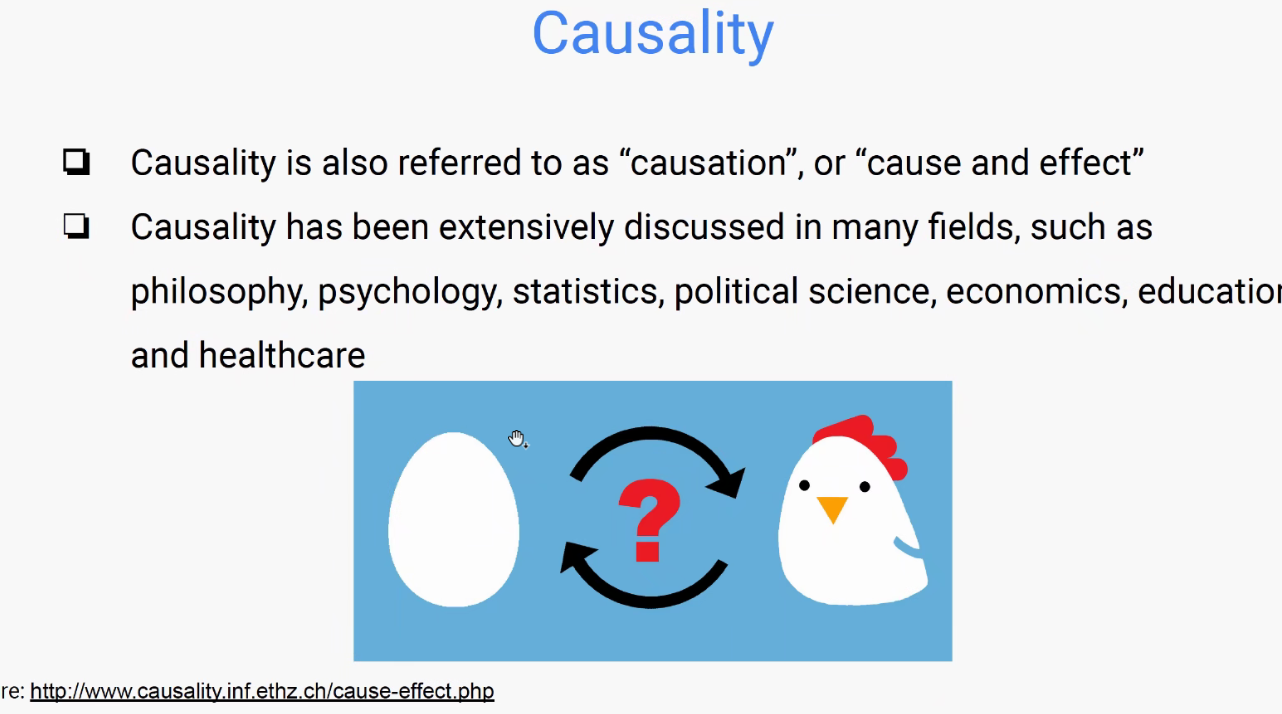 Causality
Causality is also referred to as “causation”, or “cause and effect”
Causality has been extensively discussed in many fields, such as
philosophy, psychology, statistics, political science, economics, education
and healthcare
?
re: http://www.causality.inf.ethz.ch/cause-effect.php